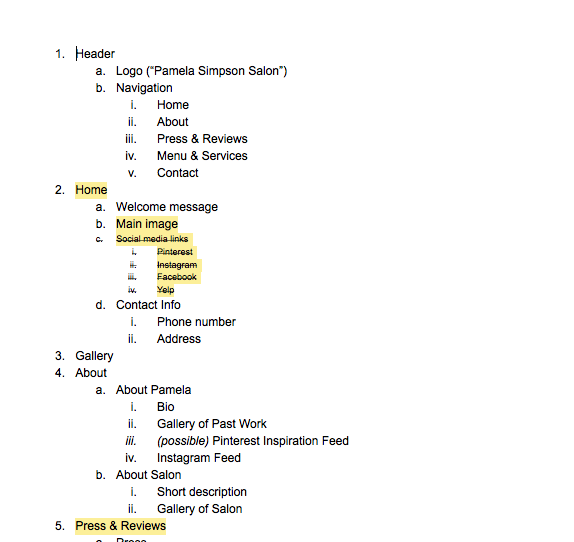 1. Header
a. Logo (“Pamela Simpson Salon”)
b. Navigation
i. Home
ii. About
iii. Press & Reviews
iv. Menu & Services
v. Contact
2. Home
a. Welcome message
b. Main image
c. Social media links
i. Pinterest
ii. Instagram
iii. Facebook
iv. Yelp
d. Contact Info
i. Phone number
ii. Address
3. Gallery
4. About
a. About Pamela
i. Bio
ii. Gallery of Past Work
iii. (possible) Pinterest Inspiration Feed
iv. Instagram Feed
b. About Salon
i. Short description
ii. Gallery of Salon
5. Press & Reviews
a. Press